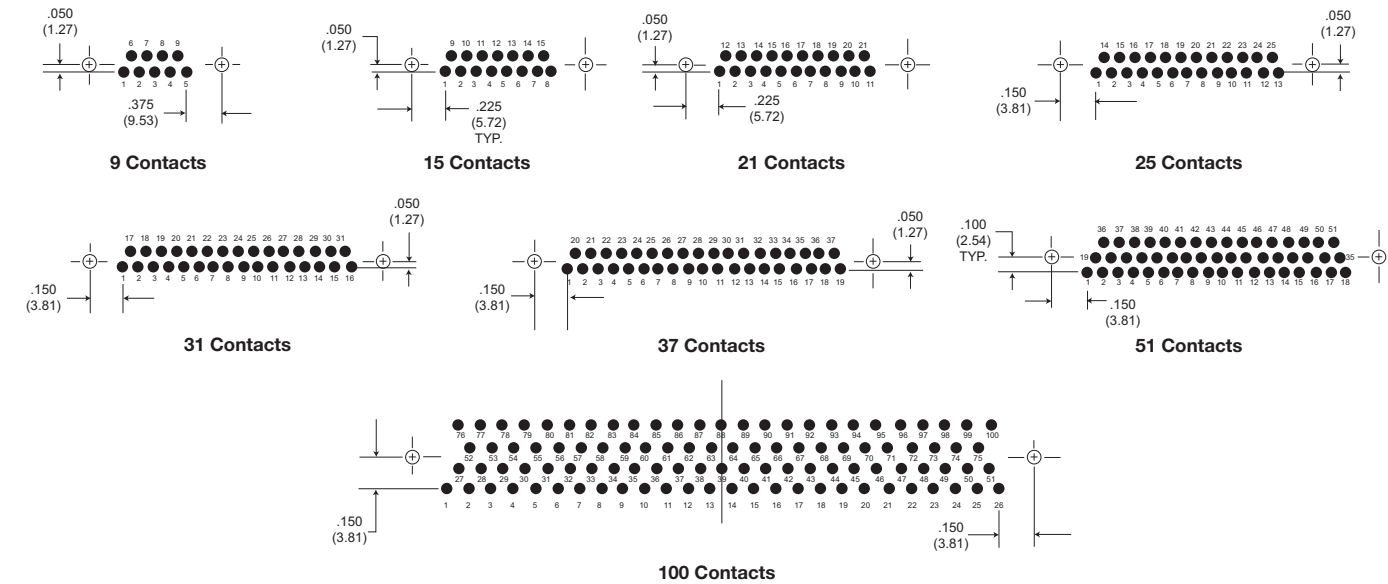 .050
(1.27)
6 7 8 9
1 2 3 4 5
.375
(9.53)
9 Contacts
.050
(1.27)
9 10 11 12 13 14 15
1 2 3 4 5 6 7 8
.225
(5.72)
TYP.
15 Contacts
.050
(1.27)
12 13 14 15 16 17 18 19 20 21
1 2 3 4 5 6 7 8 9 10 11
.225
(5.72)
21 Contacts
.050
(1.27)
14 15 16 17 18 19 20 21 22 23 24 25
1 2 3 4 5 6 7 8 9 10 11 12 13
.150
(3.81)
25 Contacts
.050
(1.27)
17 18 19 20 21 22 23 24 25 26 27 28 29 30 31
1 2 3 4 5 6 7 8 9 10 11 12 13 14 15 16
.150
(3.81)
31 Contacts
.050
(1.27)
20 21 22 23 24 25 26 27 28 29 30 31 32 33 34 35 36 37
1 2 3 4 5 6 7 8 9 10 11 12 13 14 15 16 17 18 19
.150
(3.81)
37 Contacts
.100
(2.54)
TYP.
36 37 38 39 40 41 42 43 44 45 46 47 48 49 50 51
19 35
1 2 3 4 5 6 7 8 9 10 11 12 13 14 15 16 17 18
.150
(3.81)
51 Contacts
76 77 78 79 80 81 82 83 84 85 86 87 88 89 90 91 92 93 94 95 96 97 98 99 100
52 53 54 55 56 57 58 59 60 61 62 63 64 65 66 67 68 69 70 71 72 73 74 75
27 28 29 30 31 32 33 34 35 36 37 38 39 40 41 42 43 44 45 46 47 48 49 50 51
1 2 3 4 5 6 7 8 9 10 11 12 13 14 15 16 17 18 19 20 21 22 23 24 25 26
.150
(3.81)
.150
(3.81)
100 Contacts